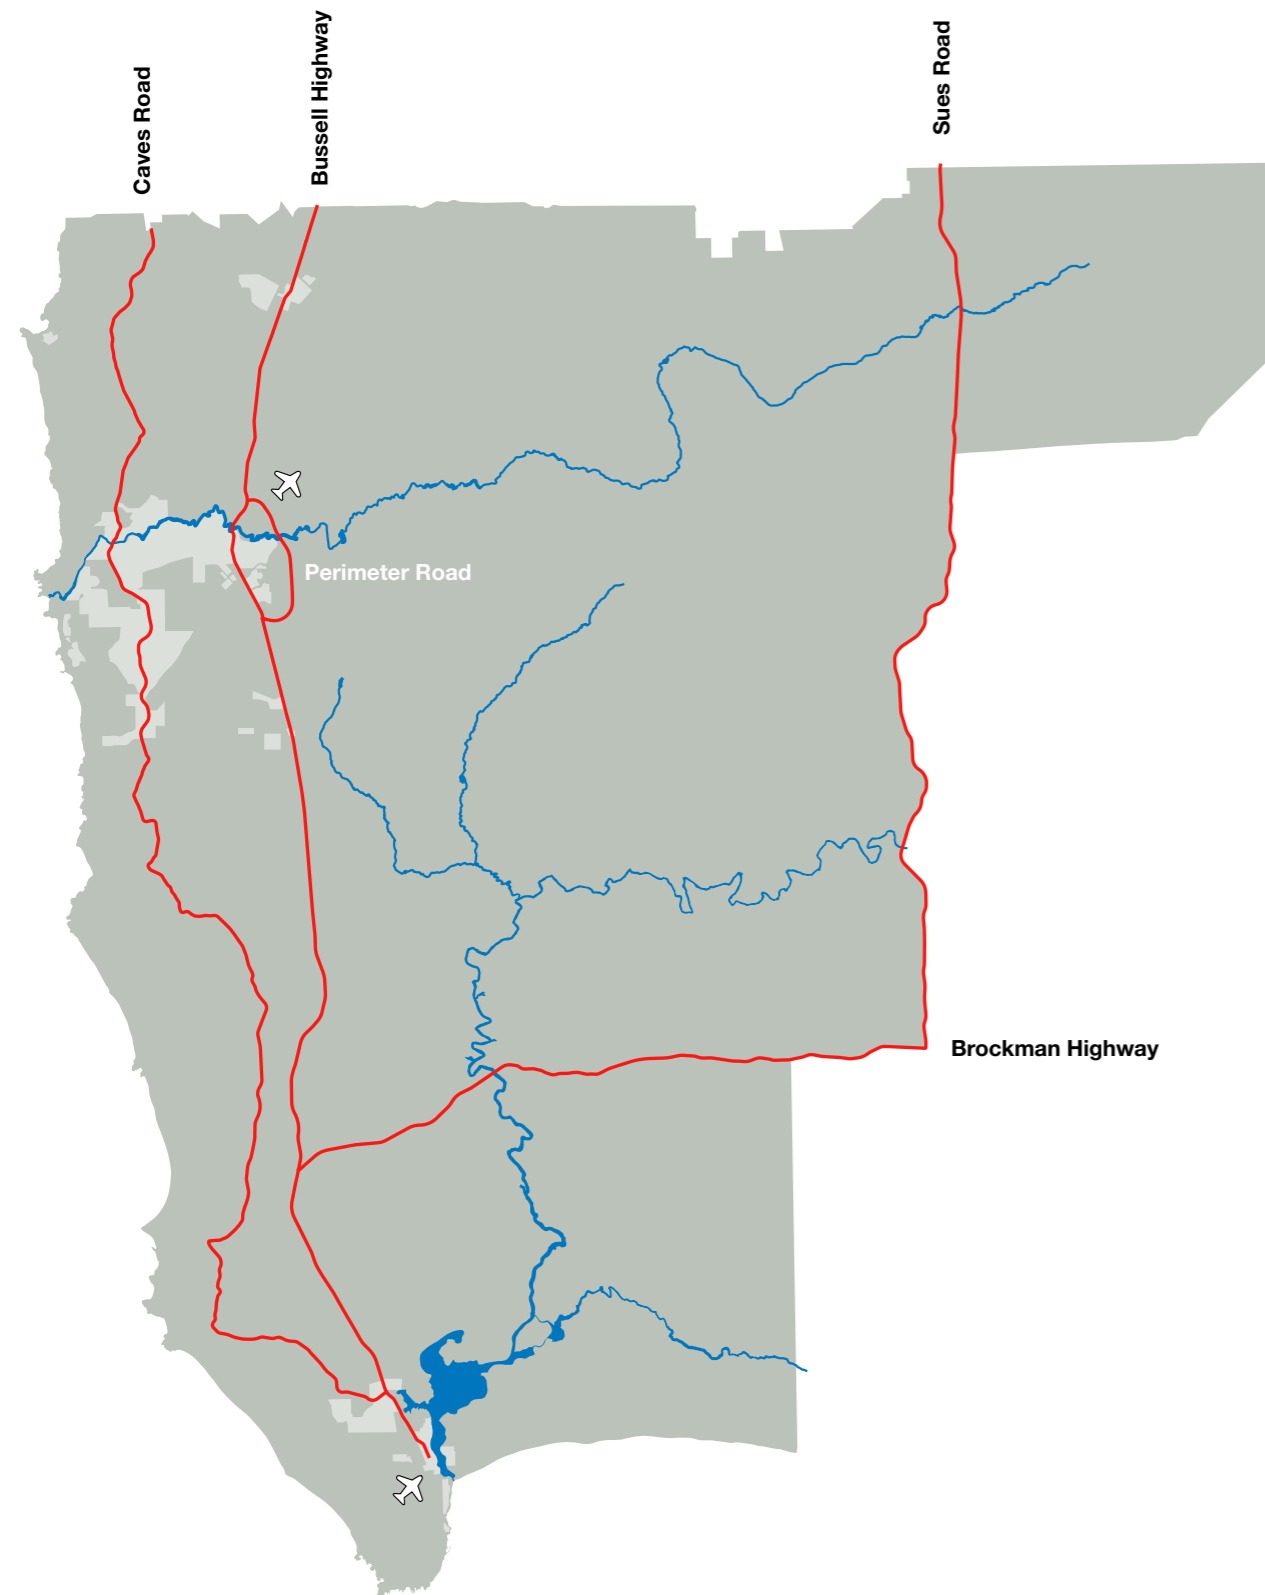 Caves Road
Bussell Highway
Sues Road
Perimeter Road
Brockman Highway